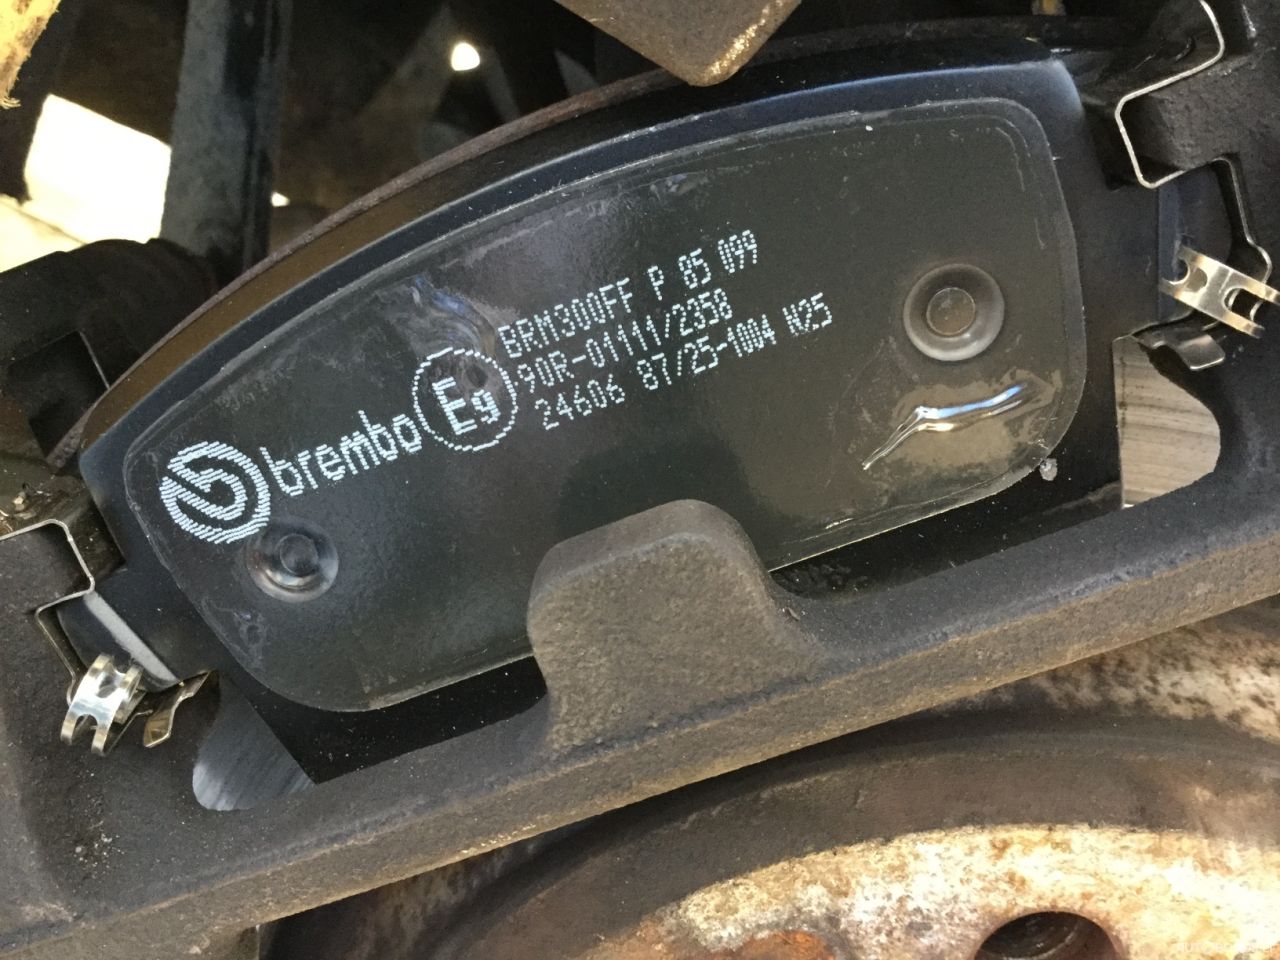 brembo
E9
BRM300FF P 85 099
90R-01111/2358
24606 87/25-1004 N25